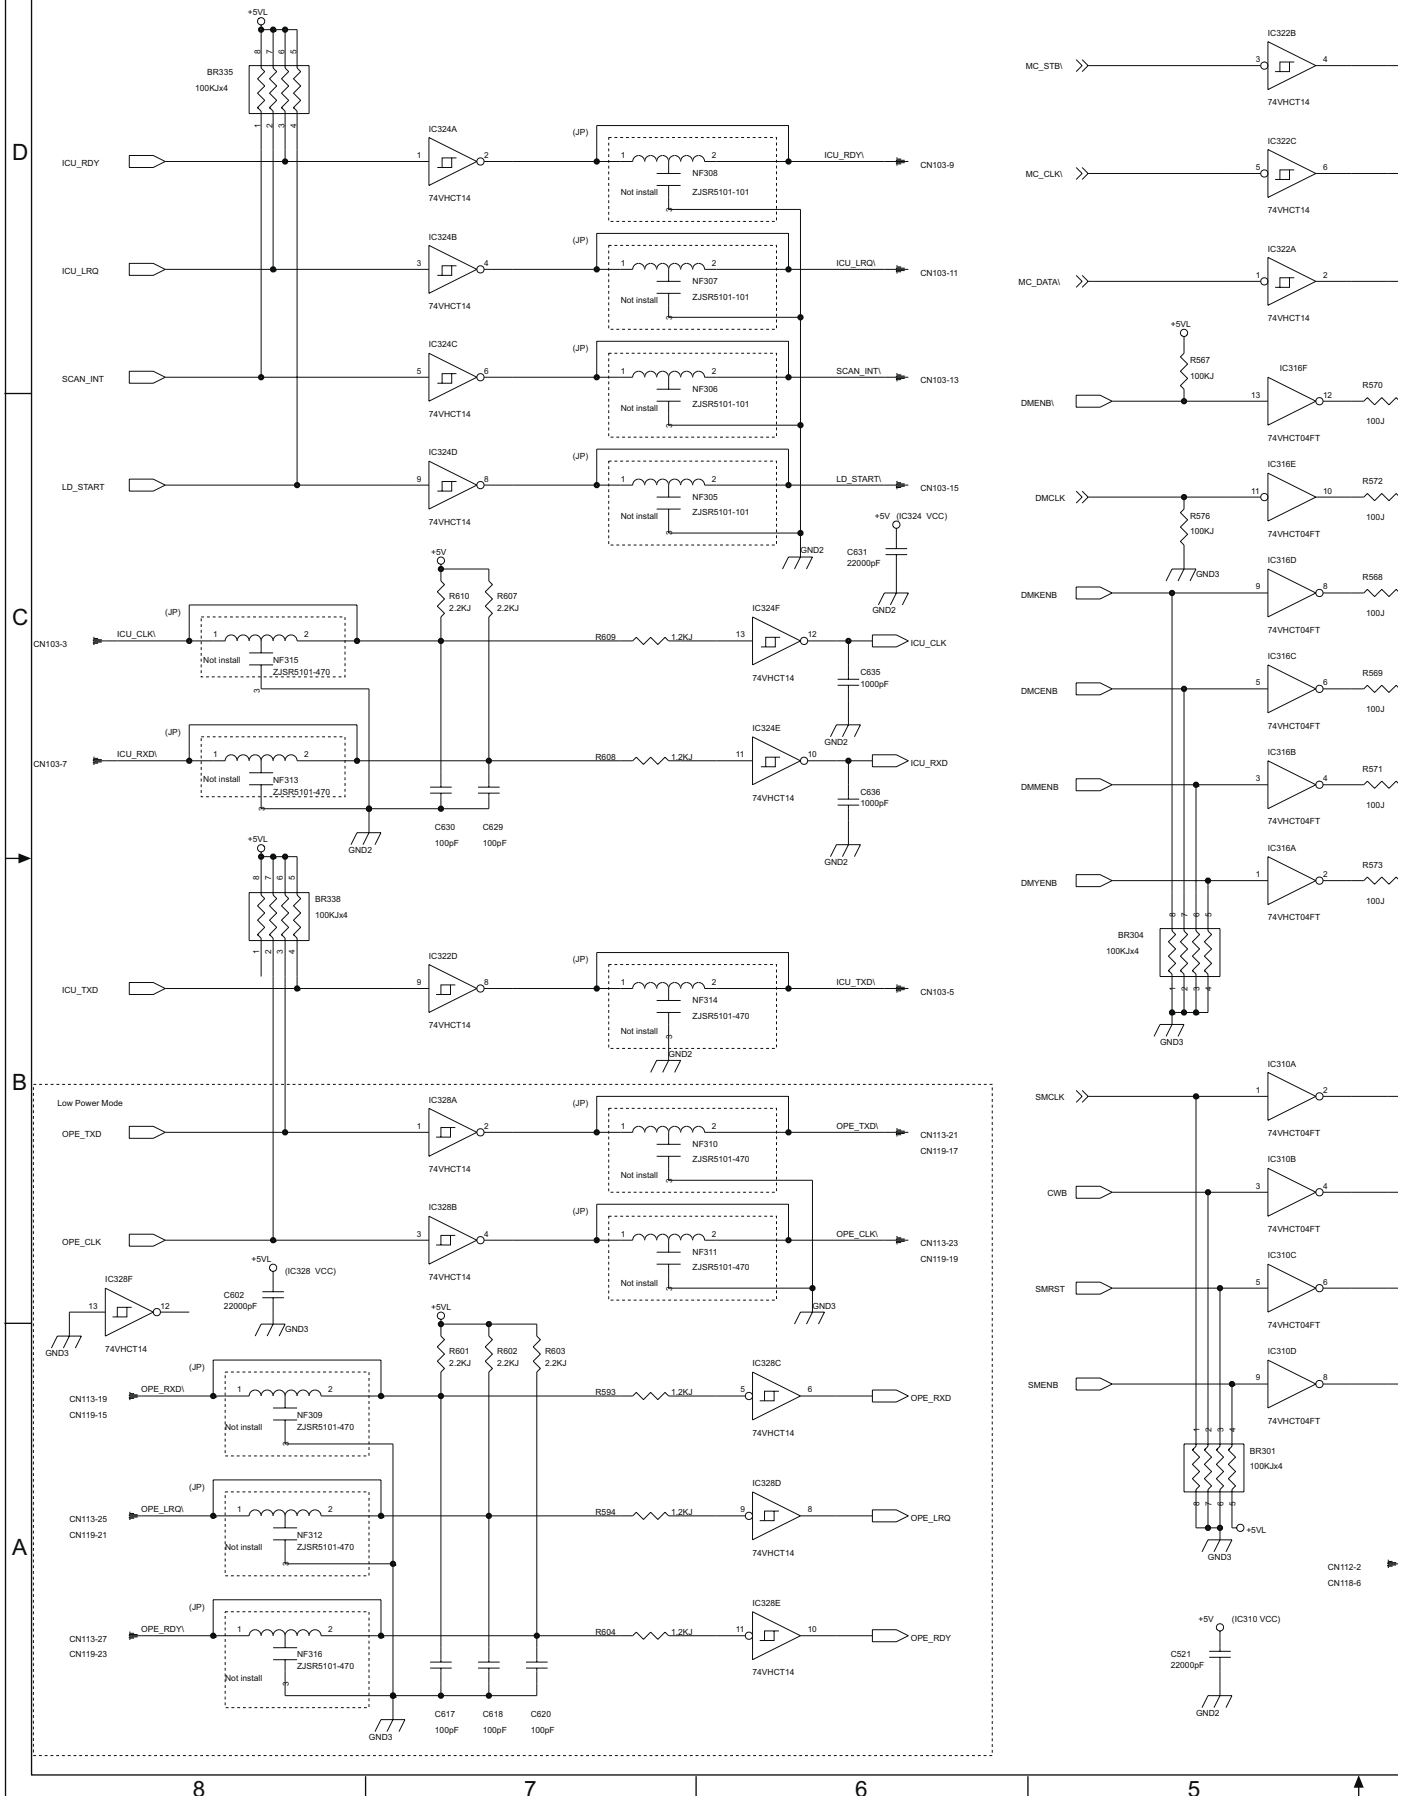 +5VL
8 7 6 5
BR335
100KJx4
1 2 3 4
ICU_RDY
1
IC324A
2
74VHCT14
(JP)
1
2
NF308
Not install
ZJSR5101-101
3
ICU_RDY\
CN103-9
ICU_LRQ
3
IC324B
4
74VHCT14
(JP)
1
2
NF307
Not install
ZJSR5101-101
3
ICU_LRQ\
CN103-11
SCAN_INT
5
IC324C
6
74VHCT14
(JP)
1
2
NF306
Not install
ZJSR5101-101
3
SCAN_INT\
CN103-13
LD_START
9
IC324D
8
74VHCT14
(JP)
1
2
NF305
Not install
ZJSR5101-101
3
LD_START\
CN103-15
GND2
+5V (IC324 VCC)
C631
22000pF
GND2
+5V
R610
2.2KJ
R607
2.2KJ
CN103-3
ICU_CLK\
(JP)
1
2
Not install
NF315
ZJSR5101-470
3
R609
1.2KJ
13
IC324F
12
74VHCT14
ICU_CLK
C635
1000pF
GND2
CN103-7
ICU_RXD\
(JP)
1
2
Not install
NF313
ZJSR5101-470
3
R608
1.2KJ
11
IC324E
10
74VHCT14
ICU_RXD
C636
1000pF
GND2
GND2
C630
100pF
C629
100pF
+5VL
8 7 6 5
BR338
100KJx4
1 2 3 4
ICU_TXD
9
IC322D
8
74VHCT14
(JP)
1
2
NF314
ZJSR5101-470
Not install
3
GND2
ICU_TXD\
CN103-5
Low Power Mode
OPE_TXD
1
IC328A
2
74VHCT14
(JP)
1
2
NF310
ZJSR5101-470
Not install
3
OPE_TXD\
CN113-21
CN119-17
OPE_CLK
3
IC328B
4
74VHCT14
(JP)
1
2
NF311
ZJSR5101-470
Not install
3
OPE_CLK\
CN113-23
CN119-19
GND3
IC328F
13
12
74VHCT14
GND3
+5VL
(IC328 VCC)
C602
22000pF
GND3
+5VL
R601
2.2KJ
R602
2.2KJ
R603
2.2KJ
CN113-19
CN119-15
OPE_RXD\
(JP)
1
2
NF309
ZJSR5101-470
Not install
3
R593
1.2KJ
5
IC328C
6
74VHCT14
OPE_RXD
CN113-25
CN119-21
OPE_LRQ\
(JP)
1
2
NF312
ZJSR5101-470
Not install
3
R594
1.2KJ
9
IC328D
8
74VHCT14
OPE_LRQ
CN113-27
CN119-23
OPE_RDY\
(JP)
1
2
NF316
ZJSR5101-470
Not install
3
R604
1.2KJ
11
IC328E
10
74VHCT14
OPE_RDY
GND3
C617
100pF
C618
100pF
C620
100pF
MC_STB\
3
IC322B
4
74VHCT14
MC_CLK\
5
IC322C
6
74VHCT14
MC_DATA\
1
IC322A
2
74VHCT14
+5VL
R567
100KJ
DMENB\
13
IC316F
12
74VHCT04FT
R570
100J
DMCLK
11
IC316E
10
74VHCT04FT
R572
100J
R576
100KJ
GND3
DMKENB
9
IC316D
8
74VHCT04FT
R568
100J
DMCENB
5
IC316C
6
74VHCT04FT
R569
100J
DMMENB
3
IC316B
4
74VHCT04FT
R571
100J
DMYENB
1
IC316A
2
74VHCT04FT
R573
100J
8 7 6 5
BR304
100KJx4
1 2 3 4
GND3
SMCLK
1
IC310A
2
74VHCT04FT
CWB
3
IC310B
4
74VHCT04FT
SMRST
5
IC310C
6
74VHCT04FT
SMENB
9
IC310D
8
74VHCT04FT
1 2 3 4
BR301
100KJx4
8 7 6 5
+5VL
GND3
CN112-2
CN118-6
+5V
(IC310 VCC)
C521
22000pF
GND2
D
C
B
A
8
7
6
5